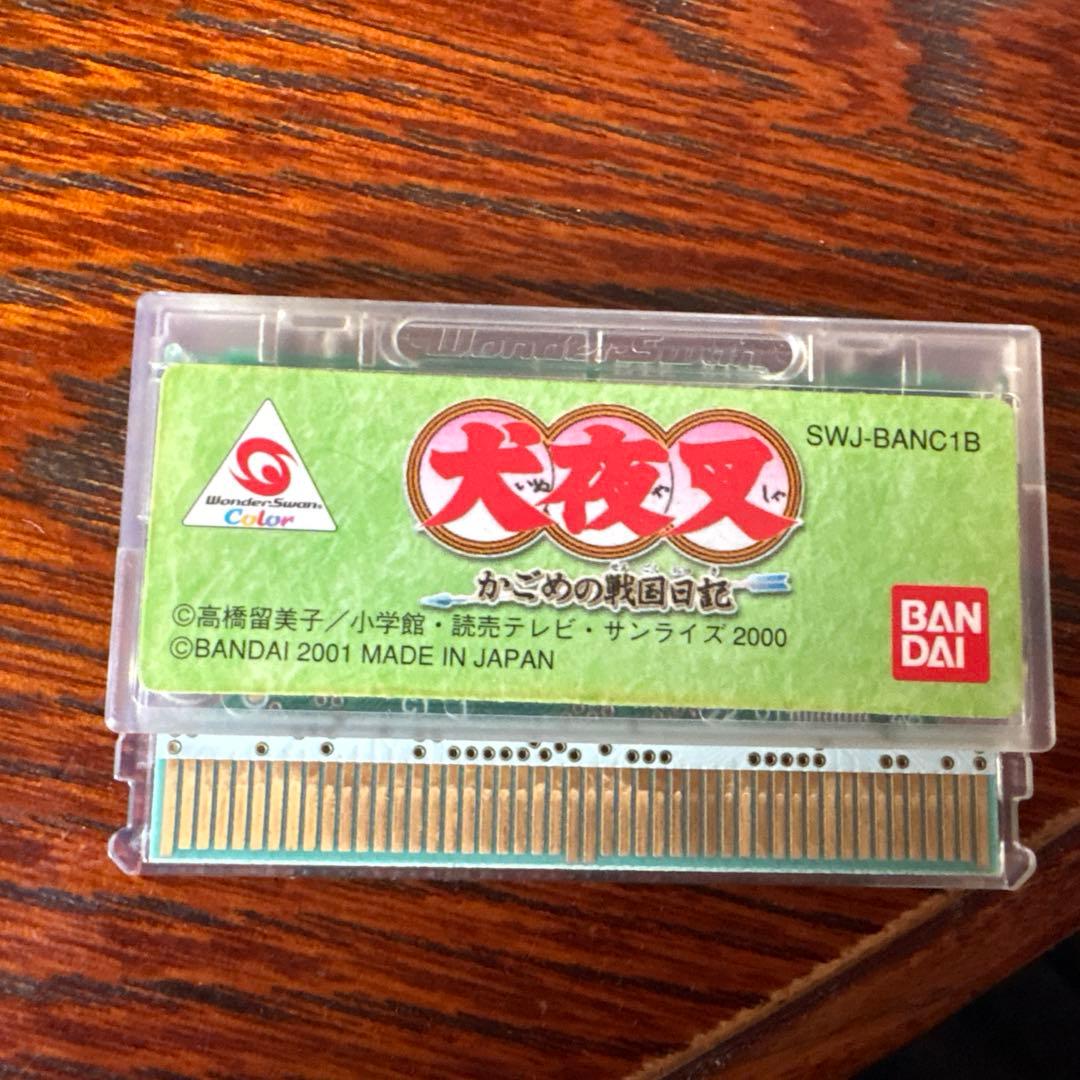 WonderSwan
WonderSwan
Color
犬夜叉
いぬ や しゃ
SWJ-BANC1B
かごめの戦国日記
©高橋留美子／小学館・読売テレビ・サンライズ 2000
©BANDAI 2001 MADE IN JAPAN
BAN
DAI